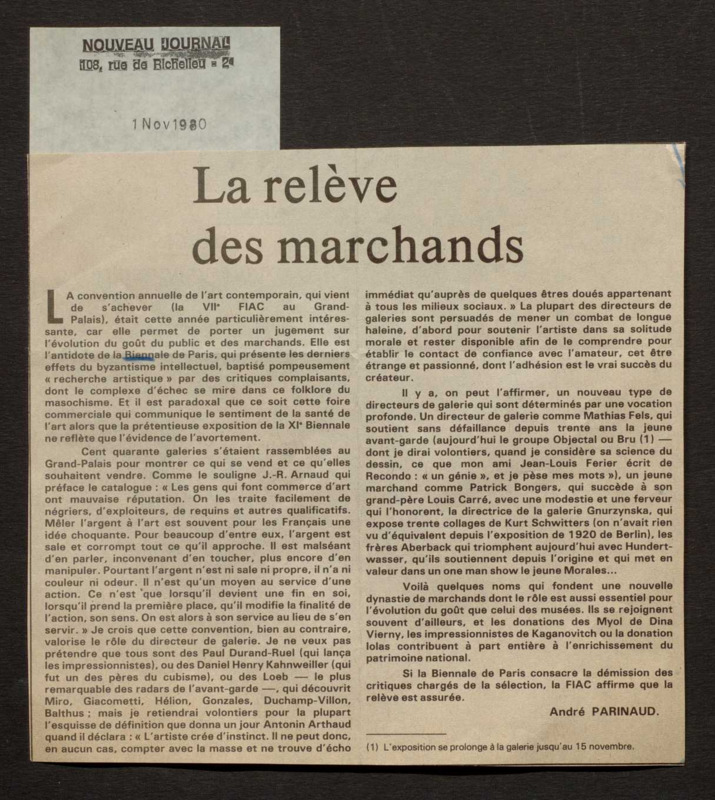 NOUVEAU JOURNAL
108, rue de Richelieu - 2e
1 Nov 1980
La relève
des marchands
LA convention annuelle de l'art contemporain, qui vient
de s'achever (la VIIe FIAC au Grand-
Palais), était cette année particulièrement intéres-
sante, car elle permet de porter un jugement sur
l'évolution du goût du public et des marchands. Elle est
l'antidote de la Biennale de Paris, qui présente les derniers
effets du byzantisme intellectuel, baptisé pompeusement
« recherche artistique » par des critiques complaisants,
dont le complexe d'échec se mire dans ce folklore du
masochisme. Et il est paradoxal que ce soit cette foire
commerciale qui communique le sentiment de la santé de
l'art alors que la prétentieuse exposition de la XIe Biennale
ne reflète que l'évidence de l'avortement.
Cent quarante galeries s'étaient rassemblées au
Grand-Palais pour montrer ce qui se vend et ce qu'elles
souhaitent vendre. Comme le souligne J.-R. Arnaud qui
préface le catalogue : « Les gens qui font commerce d'art
ont mauvaise réputation. On les traite facilement de
négriers, d'exploiteurs, de requins et autres qualificatifs.
Mêler l'argent à l'art est souvent pour les Français une
idée choquante. Pour beaucoup d'entre eux, l'argent est
sale et corrompt tout ce qu'il approche. Il est malséant
d'en parler, inconvenant d'en toucher, plus encore d'en
manipuler. Pourtant l'argent n'est ni sale ni propre, il n'a ni
couleur ni odeur. Il n'est qu'un moyen au service d'une
action. Ce n'est que lorsqu'il devient une fin en soi,
lorsqu'il prend la première place, qu'il modifie la finalité de
l'action, son sens. On est alors à son service au lieu de s'en
servir. » Je crois que cette convention, bien au contraire,
valorise le rôle du directeur de galerie. Je ne veux pas
prétendre que tous sont des Paul Durand-Ruel (qui lança
les impressionnistes), ou des Daniel Henry Kahnweiller (qui
fut un des pères du cubisme), ou des Loeb — le plus
remarquable des radars de l'avant-garde —, qui découvrit
Miro, Giacometti, Hélion, Gonzales, Duchamp-Villon,
Balthus ; mais je retiendrai volontiers pour la plupart
l'esquisse de définition que donna un jour Antonin Arthaud
quand il déclara : « L'artiste crée d'instinct. Il ne peut donc,
en aucun cas, compter avec la masse et ne trouve d'écho
immédiat qu'auprès de quelques êtres doués appartenant
à tous les milieux sociaux. » La plupart des directeurs de
galeries sont persuadés de mener un combat de longue
haleine, d'abord pour soutenir l'artiste dans sa solitude
morale et rester disponible afin de le comprendre pour
établir le contact de confiance avec l'amateur, cet être
étrange et passionné, dont l'adhésion est le vrai succès du
créateur.
Il y a, on peut l'affirmer, un nouveau type de
directeurs de galerie qui sont déterminés par une vocation
profonde. Un directeur de galerie comme Mathias Fels, qui
soutient sans défaillance depuis trente ans la jeune
avant-garde (aujourd'hui le groupe Objectal ou Bru (1) —
dont je dirai volontiers, quand je considère sa science du
dessin, ce que mon ami Jean-Louis Ferier écrit de
Recondo : « un génie », et je pèse mes mots »), un jeune
marchand comme Patrick Bongers, qui succède à son
grand-père Louis Carré, avec une modestie et une ferveur
qui l'honorent, la directrice de la galerie Gnurzynska, qui
expose trente collages de Kurt Schwitters (on n'avait rien
vu d'équivalent depuis l'exposition de 1920 de Berlin), les
frères Aberback qui triomphent aujourd'hui avec Hundert-
wasser, qu'ils soutiennent depuis l'origine et qui met en
valeur dans un one man show le jeune Morales...
Voilà quelques noms qui fondent une nouvelle
dynastie de marchands dont le rôle est aussi essentiel pour
l'évolution du goût que celui des musées. Ils se rejoignent
souvent d'ailleurs, et les donations des Myol de Dina
Vierny, les impressionnistes de Kaganovitch ou la donation
Iolas contribuent à part entière à l'enrichissement du
patrimoine national.
Si la Biennale de Paris consacre la démission des
critiques chargés de la sélection, la FIAC affirme que la
relève est assurée.
André PARINAUD.
(1) L'exposition se prolonge à la galerie jusqu'au 15 novembre.